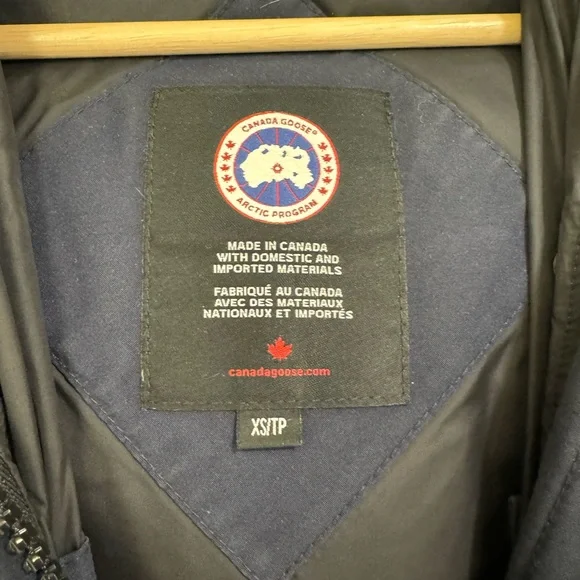 CANADA GOOSE®
ARCTIC PROGRAM
MADE IN CANADA
WITH DOMESTIC AND
IMPORTED MATERIALS
FABRIQUÉ AU CANADA
AVEC DES MATERIAUX
NATIONAUX ET IMPORTÉS
canadagoose.com
XS/TP